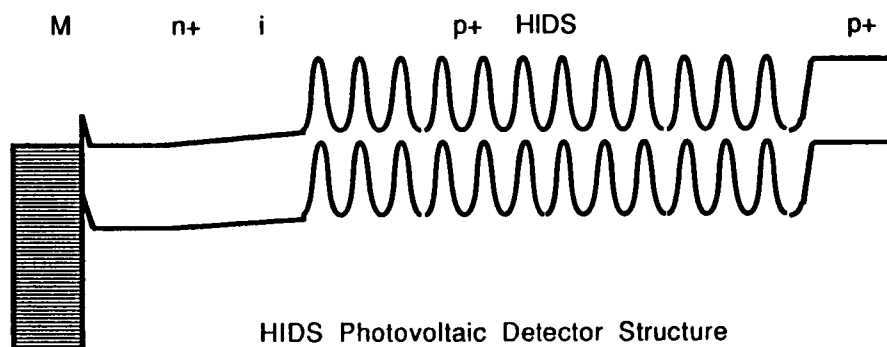 M n+ i p+ HIDS p+
HIDS Photovoltaic Detector Structure